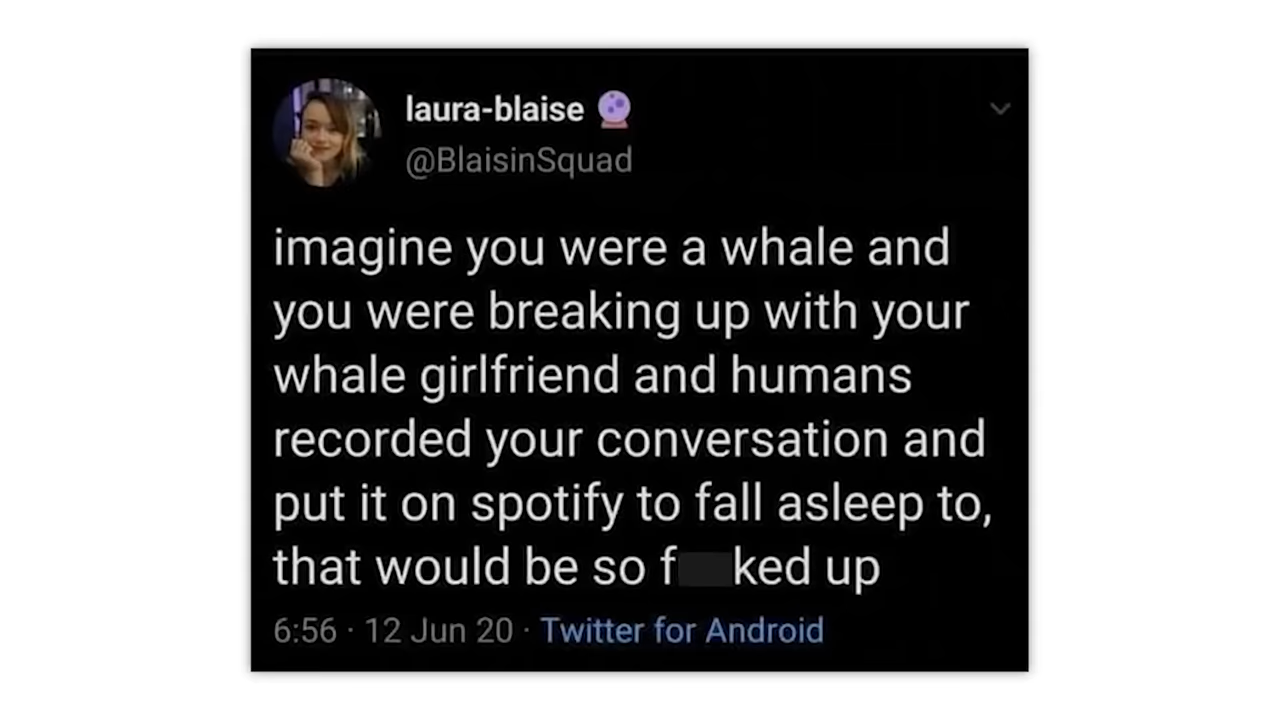 laura-blaise 🔮
@BlaisinSquad
imagine you were a whale and
you were breaking up with your
whale girlfriend and humans
recorded your conversation and
put it on spotify to fall asleep to,
that would be so f ked up
6:56 · 12 Jun 20 · Twitter for Android